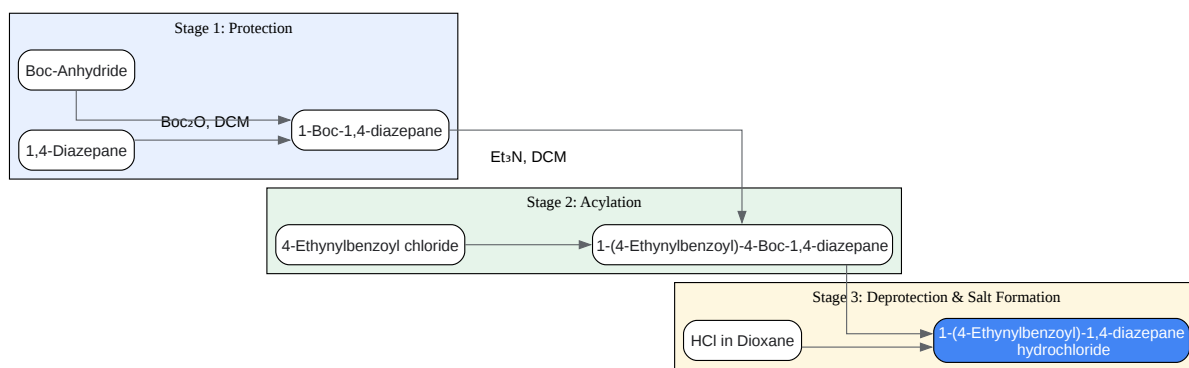 Stage 1: Protection
Boc-Anhydride
Boc₂O, DCM
1,4-Diazepane
1-Boc-1,4-diazepane
Et₃N, DCM
Stage 2: Acylation
4-Ethynylbenzoyl chloride
1-(4-Ethynylbenzoyl)-4-Boc-1,4-diazepane
Stage 3: Deprotection & Salt Formation
HCl in Dioxane
1-(4-Ethynylbenzoyl)-1,4-diazepane
hydrochloride